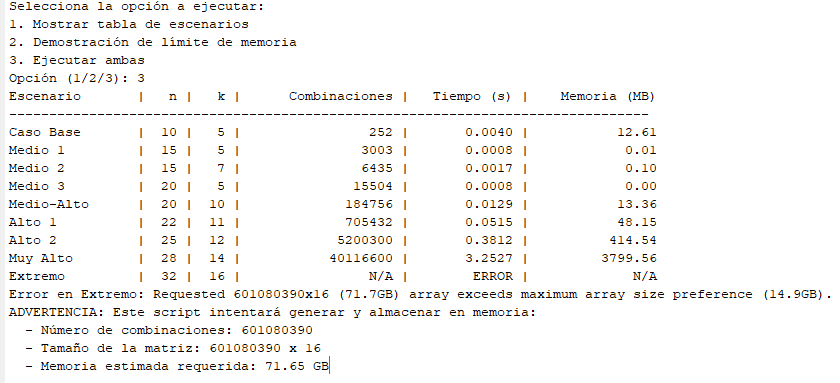 Selecciona la opción a ejecutar:
1. Mostrar tabla de escenarios
2. Demostración de límite de memoria
3. Ejecutar ambas
Opción (1/2/3): 3
Escenario       |   n |   k |      Combinaciones |   Tiempo (s) |    Memoria (MB)
--------------------------------------------------------------------------------
Caso Base       |  10 |   5 |                252 |       0.0040 |           12.61
Medio 1         |  15 |   5 |               3003 |       0.0008 |            0.01
Medio 2         |  15 |   7 |               6435 |       0.0017 |            0.10
Medio 3         |  20 |   5 |              15504 |       0.0008 |            0.00
Medio-Alto      |  20 |  10 |             184756 |       0.0129 |           13.36
Alto 1          |  22 |  11 |             705432 |       0.0515 |           48.15
Alto 2          |  25 |  12 |            5200300 |       0.3812 |          414.54
Muy Alto        |  28 |  14 |           40116600 |       3.2527 |         3799.56
Extremo         |  32 |  16 |                N/A |        ERROR |             N/A
Error en Extremo: Requested 601080390x16 (71.7GB) array exceeds maximum array size preference (14.9GB).
ADVERTENCIA: Este script intentará generar y almacenar en memoria:
  - Número de combinaciones: 601080390
  - Tamaño de la matriz: 601080390 x 16
  - Memoria estimada requerida: 71.65 GB